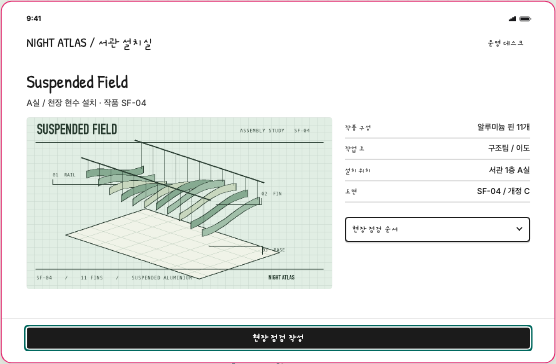 9:41
NIGHT ATLAS / 서관 설치실
운영 데스크
Suspended Field
A실 / 천장 현수 설치 · 작품 SF-04
SUSPENDED FIELD
ASSEMBLY STUDY SF-04
01 RAIL
02 FIN
BASE
SF-04 / 11 FINS / SUSPENDED ALUMINIUM
NIGHT ATLAS
작품 구성
알루미늄 핀 11개
작업 조
구조팀 / 이도
설치 위치
서관 1층 A실
도면
SF-04 / 개정 C
현장 점검 순서
현장 점검 작성